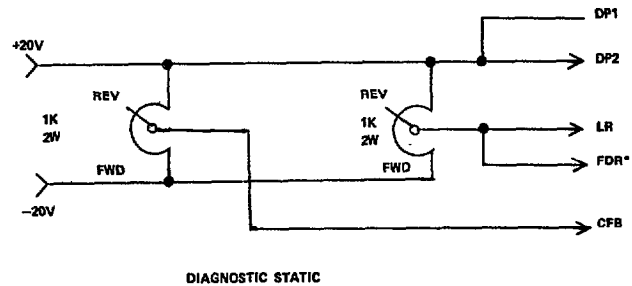 DP1
+20V
DP2
REV
REV
1K
2W
1K
2W
LR
FWD
FWD
FDR*
−20V
CFB
DIAGNOSTIC STATIC